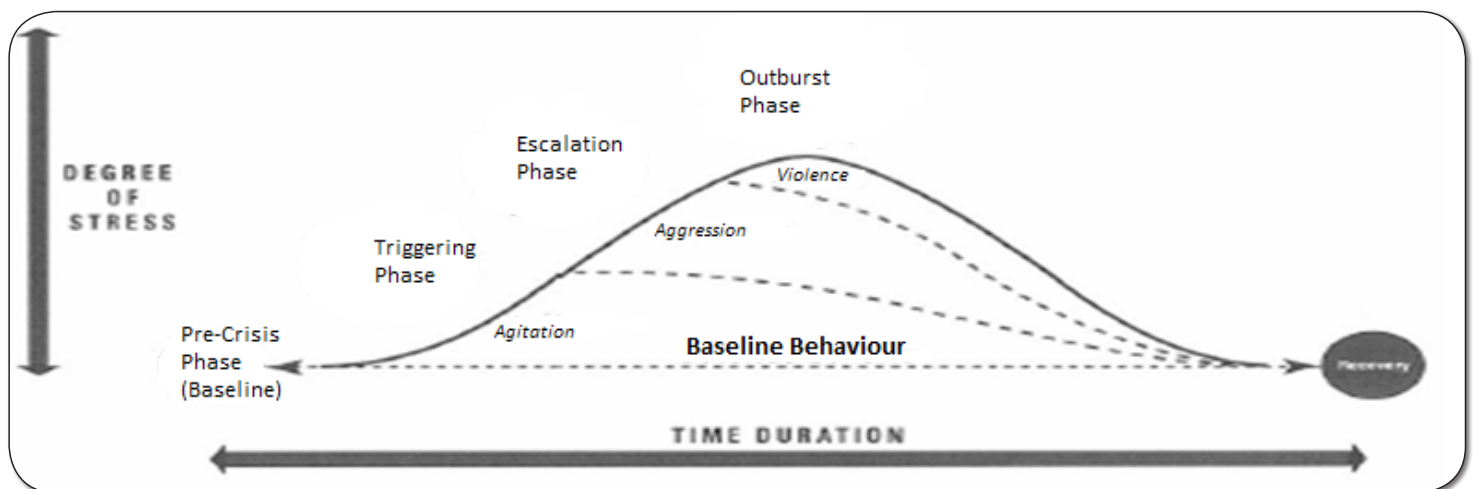 Outburst
Phase
Escalation
Phase
DEGREE
OF
STRESS
Violence
Aggression
Triggering
Phase
Agitation
Pre-Crisis
Phase
(Baseline)
Baseline Behaviour
Recovery
TIME DURATION